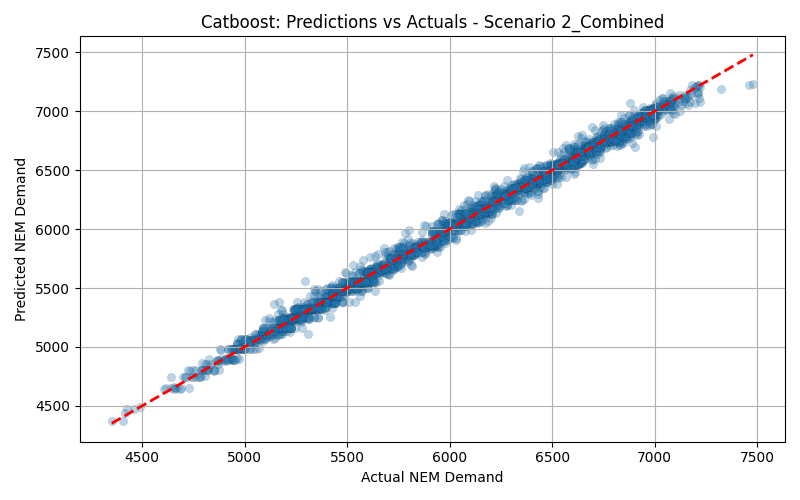 Catboost: Predictions vs Actuals - Scenario 2_Combined
7500
7000
6500
6000
5500
5000
4500
Predicted NEM Demand
4500 5000 5500 6000 6500 7000 7500
Actual NEM Demand